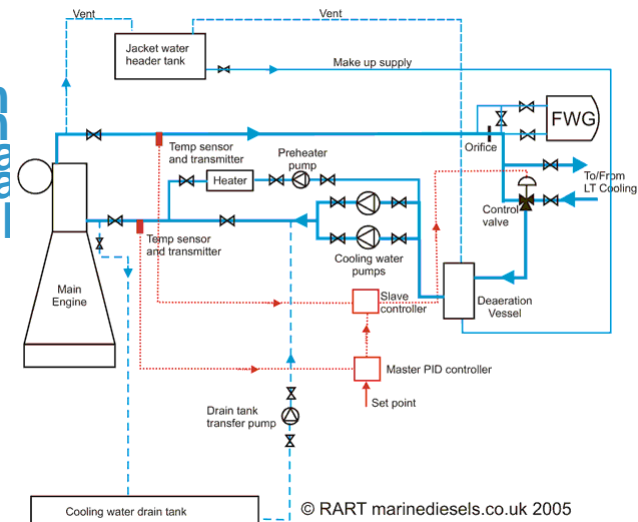 Vent
Vent
Jacket water
header tank
Make up supply
FWG
Temp sensor
and transmitter
Preheater
pump
Orifice
Heater
To/From
LT Cooling
Control
valve
Temp sensor
and transmitter
Cooling water
pumps
Main
Engine
Slave
controller
Deaeration
Vessel
Master PID controller
Set point
Drain tank
transfer pump
Cooling water drain tank
© RART marinediesels.co.uk 2005